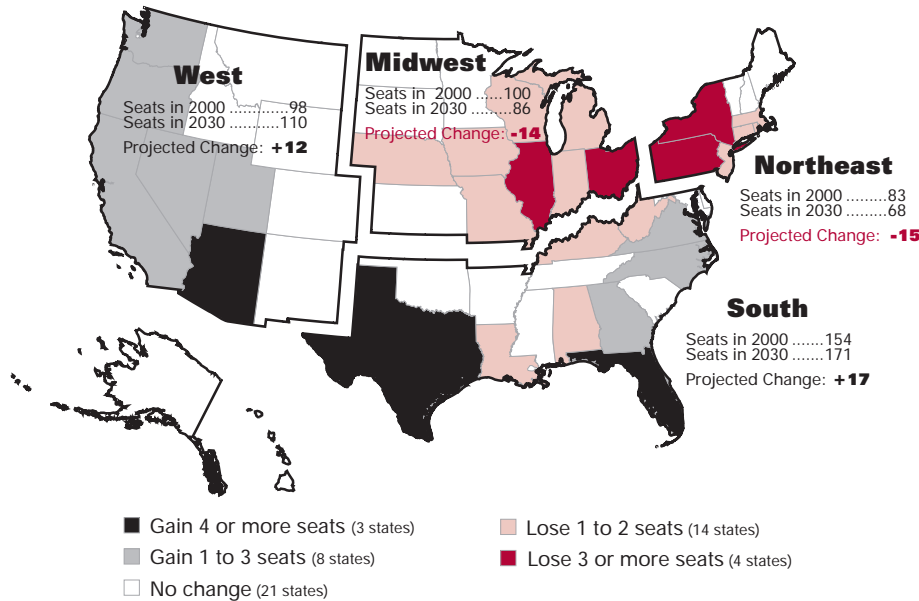 West
Seats in 2000 ..............98
Seats in 2030 ............110
Projected Change: +12
Midwest
Seats in 2000 ......100
Seats in 2030 ........86
Projected Change: -14
Northeast
Seats in 2000 .........83
Seats in 2030 .........68
Projected Change: -15
South
Seats in 2000 .......154
Seats in 2030 .......171
Projected Change: +17
Gain 4 or more seats (3 states)
Gain 1 to 3 seats (8 states)
No change (21 states)
Lose 1 to 2 seats (14 states)
Lose 3 or more seats (4 states)